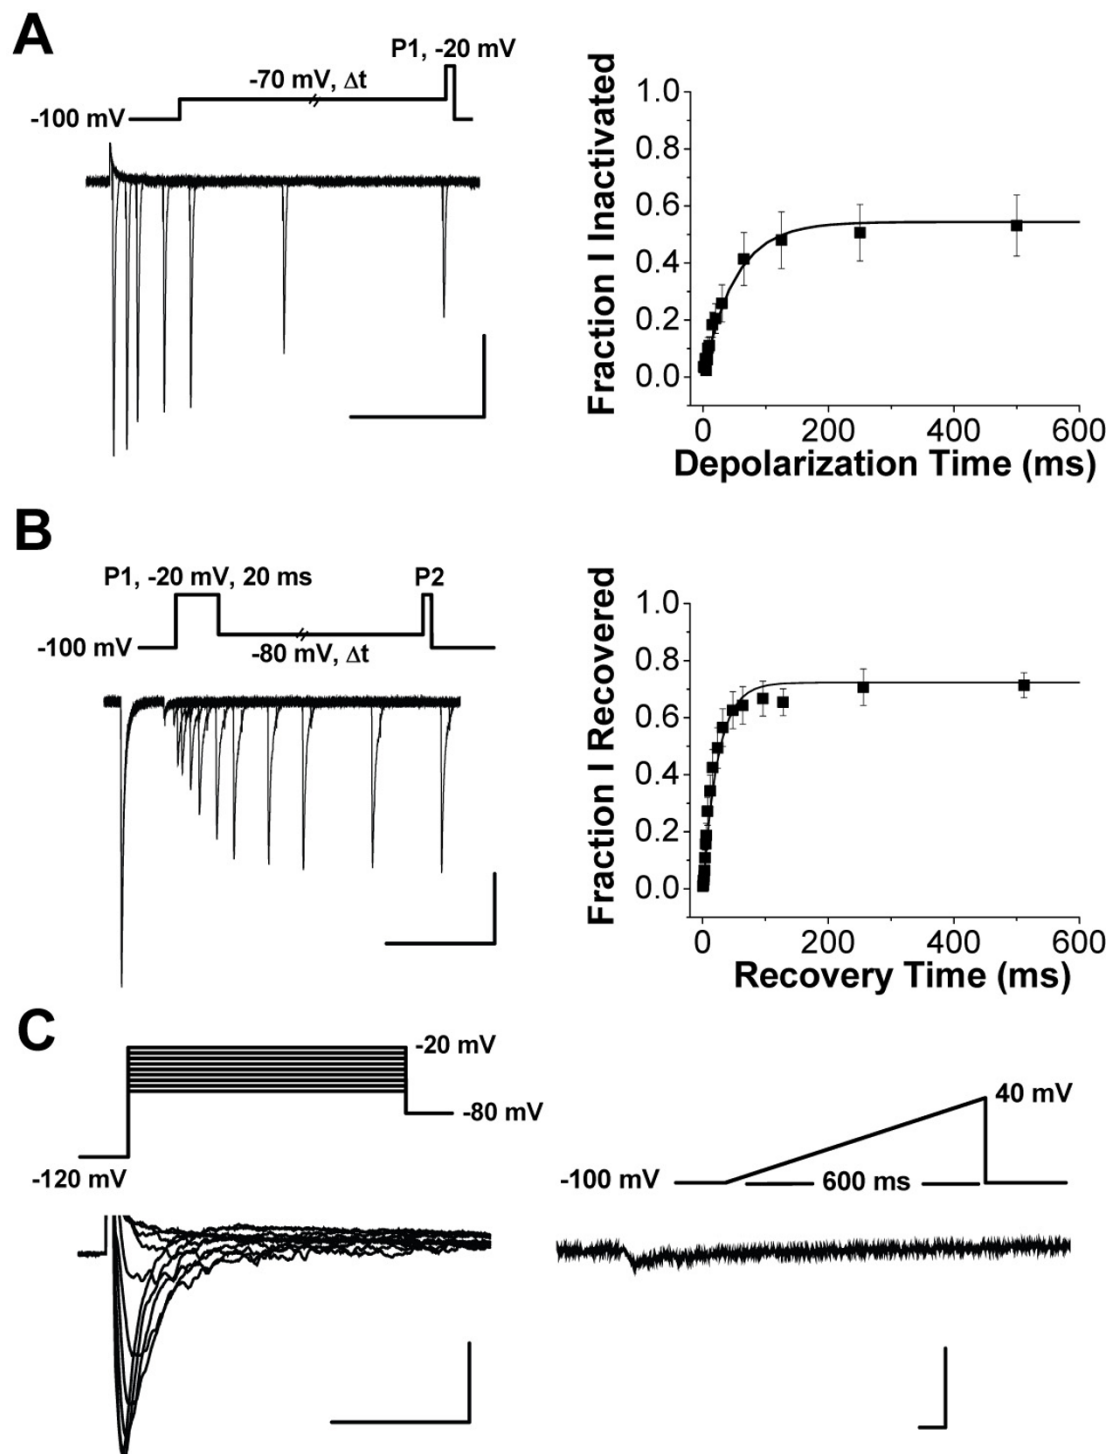 A
P1, -20 mV
-70 mV, Δt
-100 mV
Fraction I Inactivated
1.0
0.8
0.6
0.4
0.2
0.0
0 200 400 600
Depolarization Time (ms)
B
P1, -20 mV, 20 ms
P2
-100 mV
-80 mV, Δt
Fraction I Recovered
1.0
0.8
0.6
0.4
0.2
0.0
0 200 400 600
Recovery Time (ms)
C
-20 mV
-80 mV
-120 mV
40 mV
-100 mV
600 ms